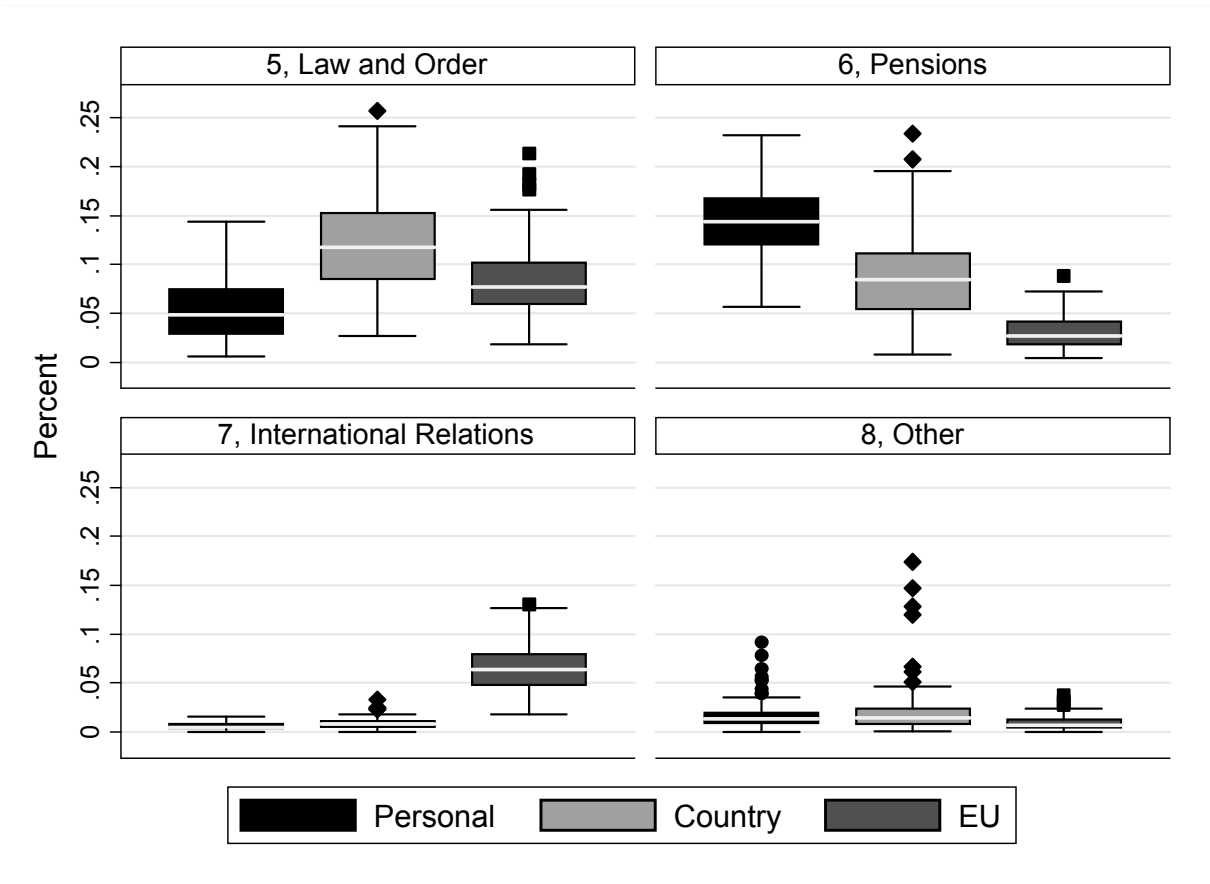 5, Law and Order
6, Pensions
.25
.2
.15
.1
.05
0
7, International Relations
8, Other
.25
.2
.15
.1
.05
0
Percent
Personal
Country
EU